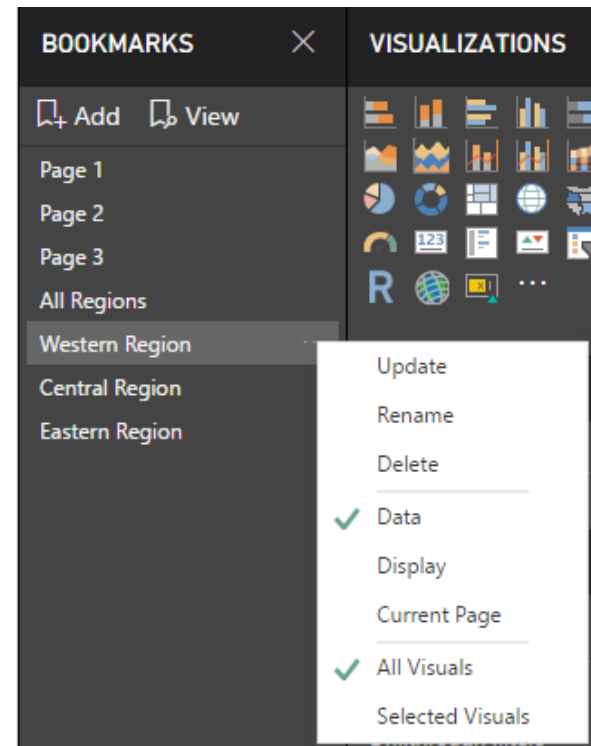 BOOKMARKS
VISUALIZATIONS
Add View
Page 1
Page 2
Page 3
All Regions
Western Region
Central Region
Eastern Region
123
R
Update
Rename
Delete
Data
Display
Current Page
All Visuals
Selected Visuals